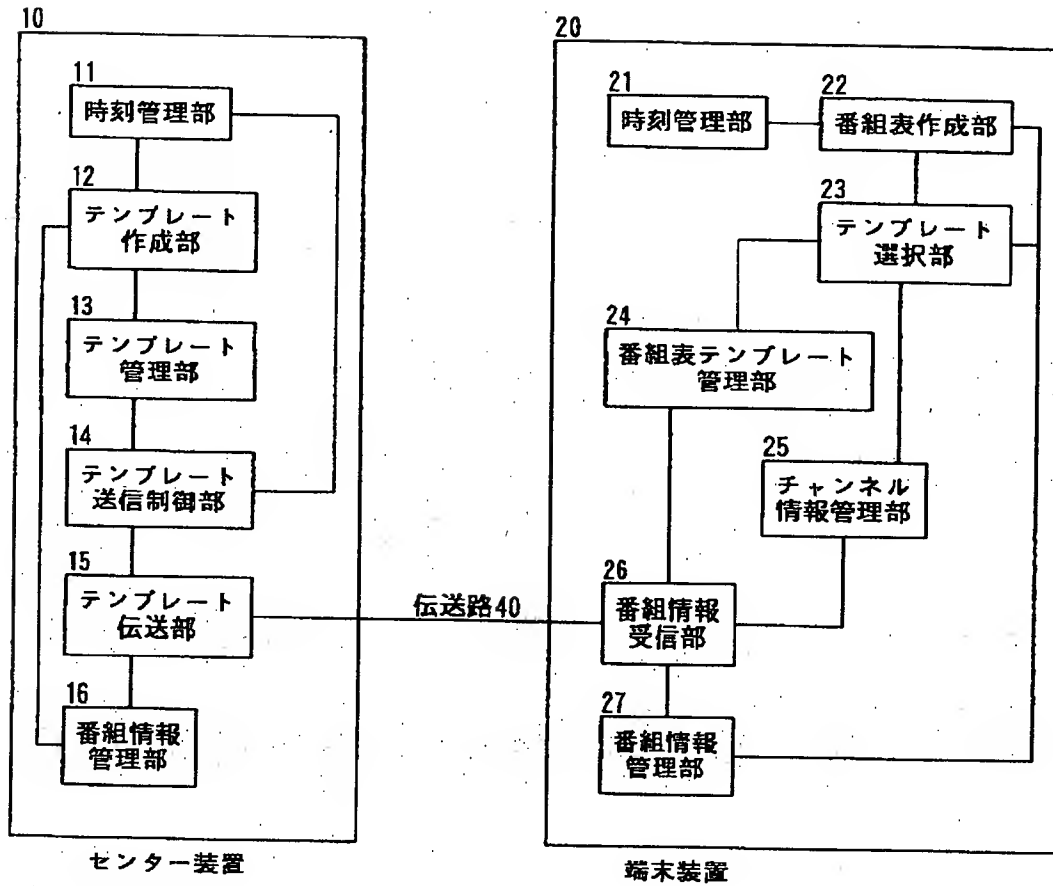 10
11
時刻管理部
12
テンプレート
作成部
13
テンプレート
管理部
14
テンプレート
送信制御部
15
テンプレート
伝送部
16
番組情報
管理部
センター装置
伝送路40
20
21
時刻管理部
22
番組表作成部
23
テンプレート
選択部
24
番組表テンプレート
管理部
25
チャンネル
情報管理部
26
番組情報
受信部
27
番組情報
管理部
端末装置